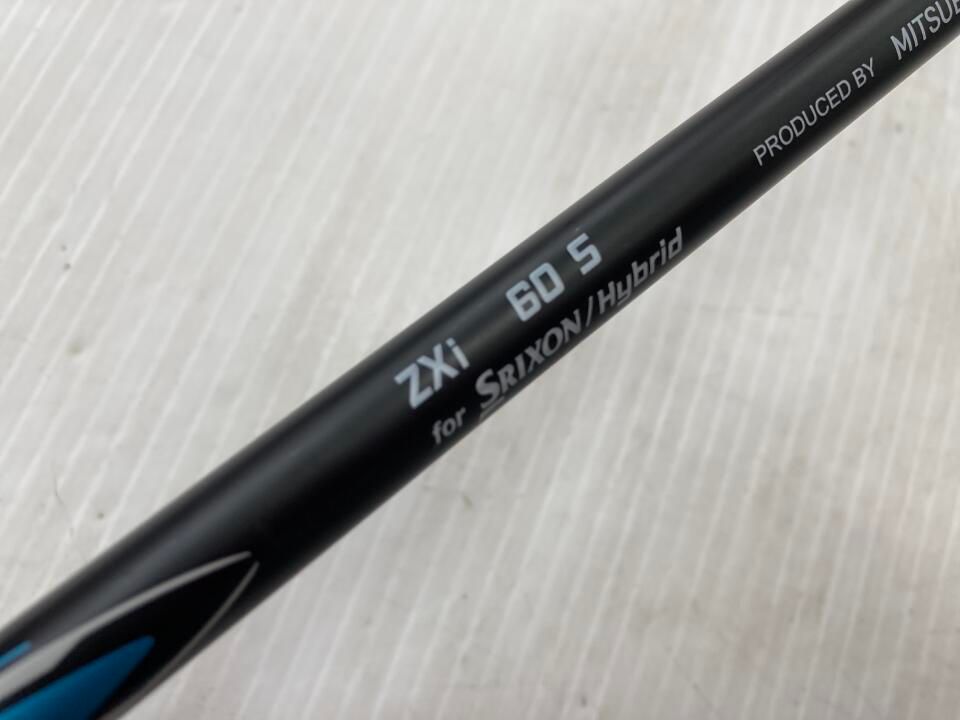 ZXi 60 S
for SRIXON/Hybrid
PRODUCED BY